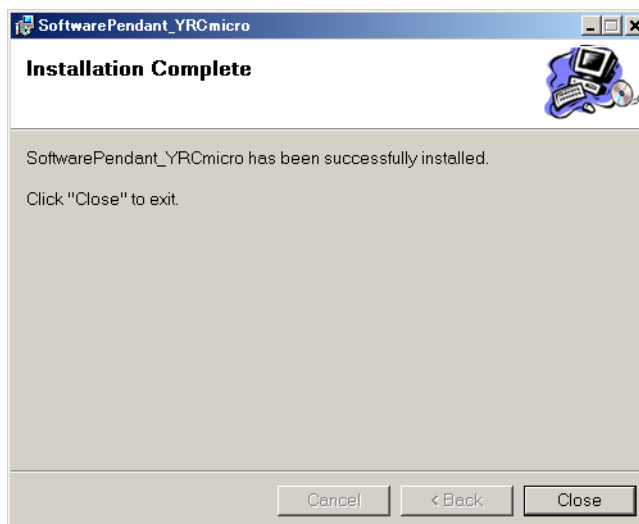 SoftwarePendant_YRCmicro
Installation Complete
SoftwarePendant_YRCmicro has been successfully installed.
Click "Close" to exit.
Cancel
< Back
Close